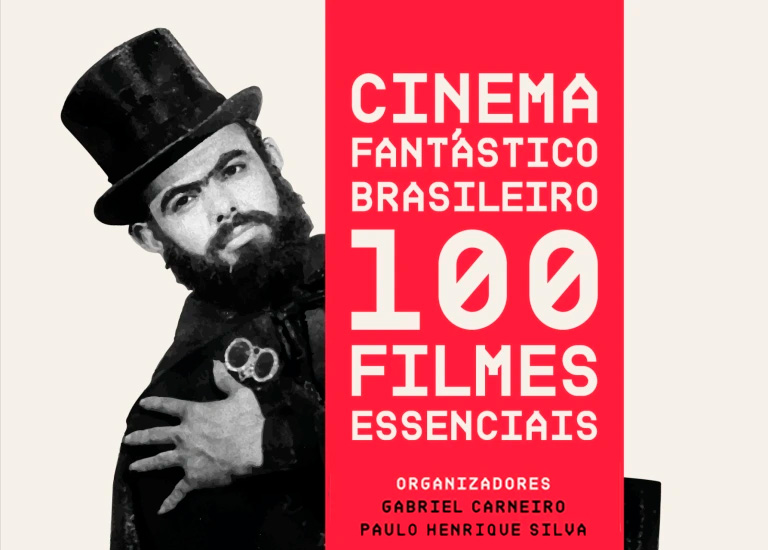 CINEMA
FANTÁSTICO
BRASILEIRO
100
FILMES
ESSENCIAIS
ORGANIZADORES
GABRIEL CARNEIRO
PAULO HENRIQUE SILVA